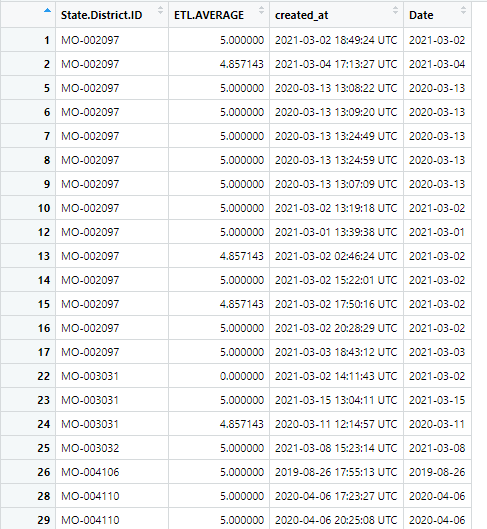 State.District.ID ETL.AVERAGE created_at Date
1 MO-002097 5.000000 2021-03-02 18:49:24 UTC 2021-03-02
2 MO-002097 4.857143 2021-03-04 17:13:27 UTC 2021-03-04
5 MO-002097 5.000000 2020-03-13 13:08:22 UTC 2020-03-13
6 MO-002097 5.000000 2020-03-13 13:09:20 UTC 2020-03-13
7 MO-002097 5.000000 2020-03-13 13:24:49 UTC 2020-03-13
8 MO-002097 5.000000 2020-03-13 13:24:59 UTC 2020-03-13
9 MO-002097 5.000000 2020-03-13 13:07:09 UTC 2020-03-13
10 MO-002097 5.000000 2021-03-02 13:19:18 UTC 2021-03-02
12 MO-002097 5.000000 2021-03-01 13:39:38 UTC 2021-03-01
13 MO-002097 4.857143 2021-03-02 02:46:24 UTC 2021-03-02
14 MO-002097 5.000000 2021-03-02 15:22:01 UTC 2021-03-02
15 MO-002097 4.857143 2021-03-02 17:50:16 UTC 2021-03-02
16 MO-002097 5.000000 2021-03-02 20:28:29 UTC 2021-03-02
17 MO-002097 5.000000 2021-03-03 18:43:12 UTC 2021-03-03
22 MO-003031 0.000000 2021-03-02 14:11:43 UTC 2021-03-02
23 MO-003031 5.000000 2021-03-15 13:04:11 UTC 2021-03-15
24 MO-003031 4.857143 2020-03-11 12:14:57 UTC 2020-03-11
25 MO-003032 5.000000 2021-03-08 15:23:14 UTC 2021-03-08
26 MO-004106 5.000000 2019-08-26 17:55:13 UTC 2019-08-26
28 MO-004110 5.000000 2020-04-06 17:23:27 UTC 2020-04-06
29 MO-004110 5.000000 2020-04-06 20:25:08 UTC 2020-04-06